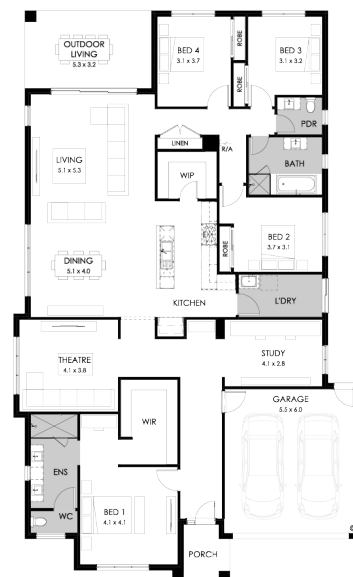 OUTDOOR
LIVING
5.3 x 3.2
BED 4
3.1 x 3.7
ROBE
BED 3
3.1 x 3.2
ROBE
PDR
LINEN
R/A
BATH
LIVING
5.1 x 5.3
WIP
ROBE
BED 2
3.7 x 3.1
DINING
5.1 x 4.0
KITCHEN
L'DRY
THEATRE
4.1 x 3.8
STUDY
4.1 x 2.8
GARAGE
5.5 x 6.0
WIR
ENS
WC
BED 1
4.1 x 4.1
PORCH